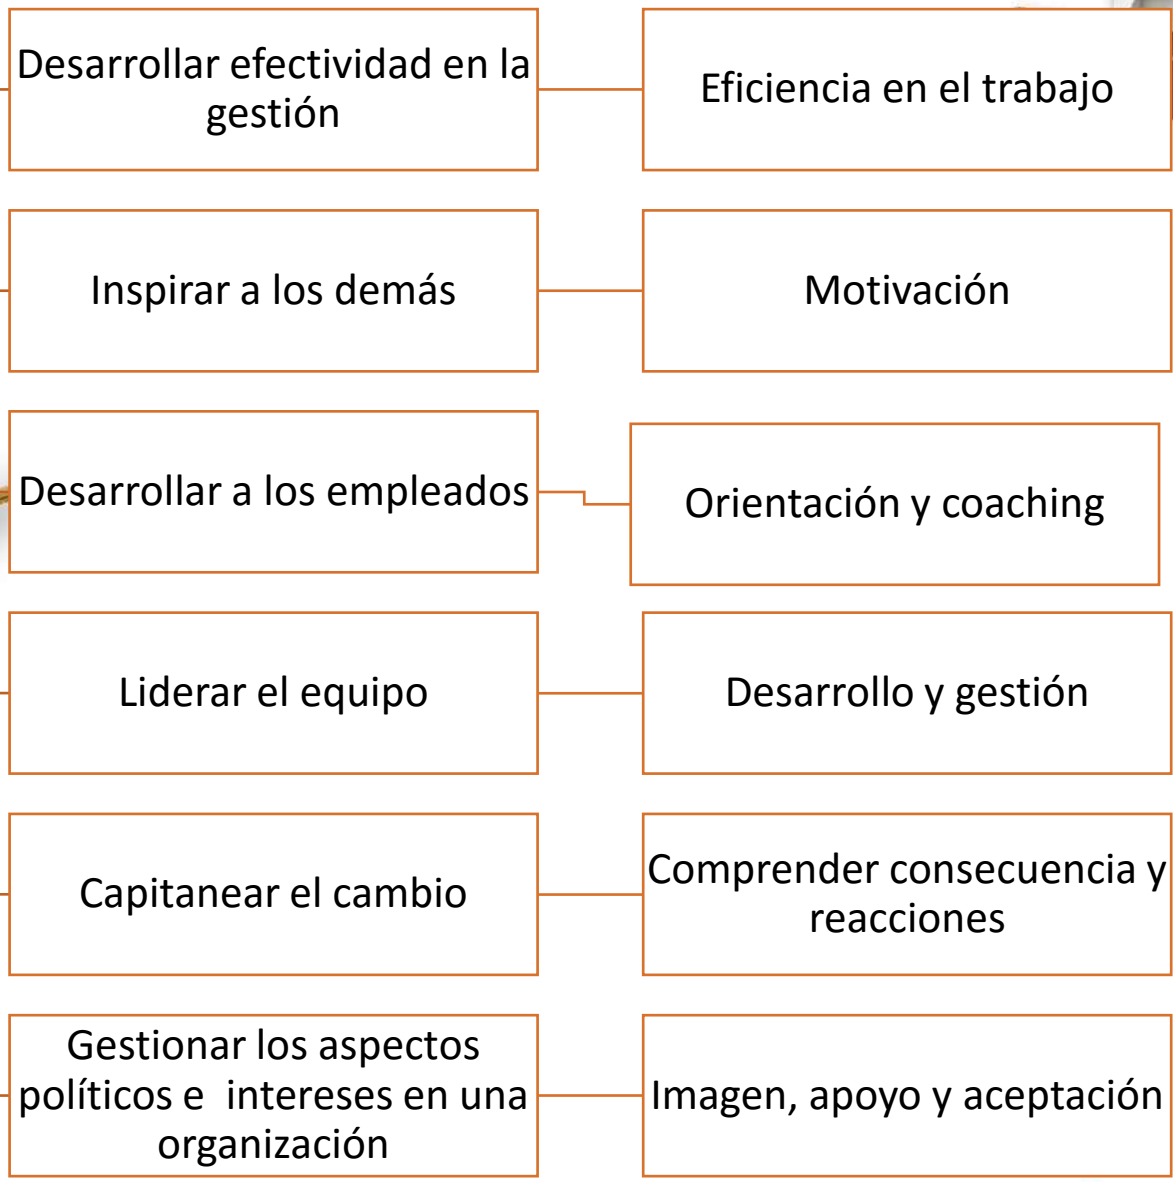 Desarrollar efectividad en la
gestión
Eficiencia en el trabajo
Inspirar a los demás
Motivación
Desarrollar a los empleados
Orientación y coaching
Liderar el equipo
Desarrollo y gestión
Capitanear el cambio
Comprender consecuencia y
reacciones
Gestionar los aspectos
políticos e  intereses en una
organización
Imagen, apoyo y aceptación